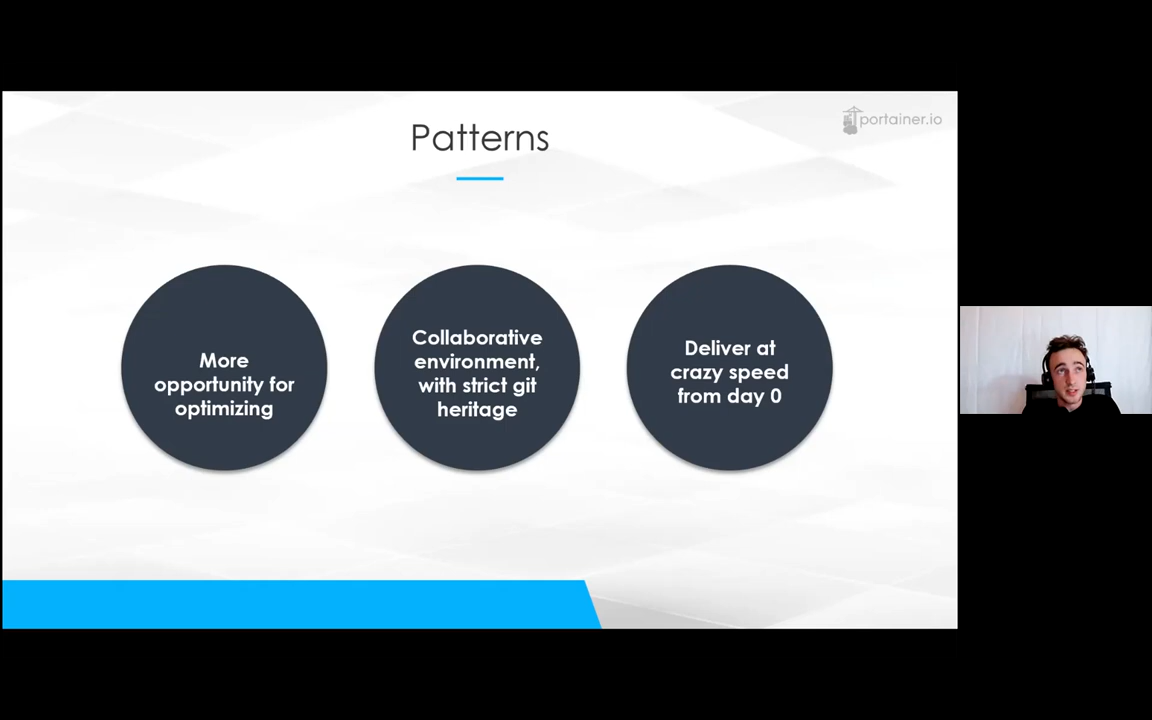 portainer.io
Patterns
More
opportunity for
optimizing
Collaborative
environment,
with strict git
heritage
Deliver at
crazy speed
from day 0